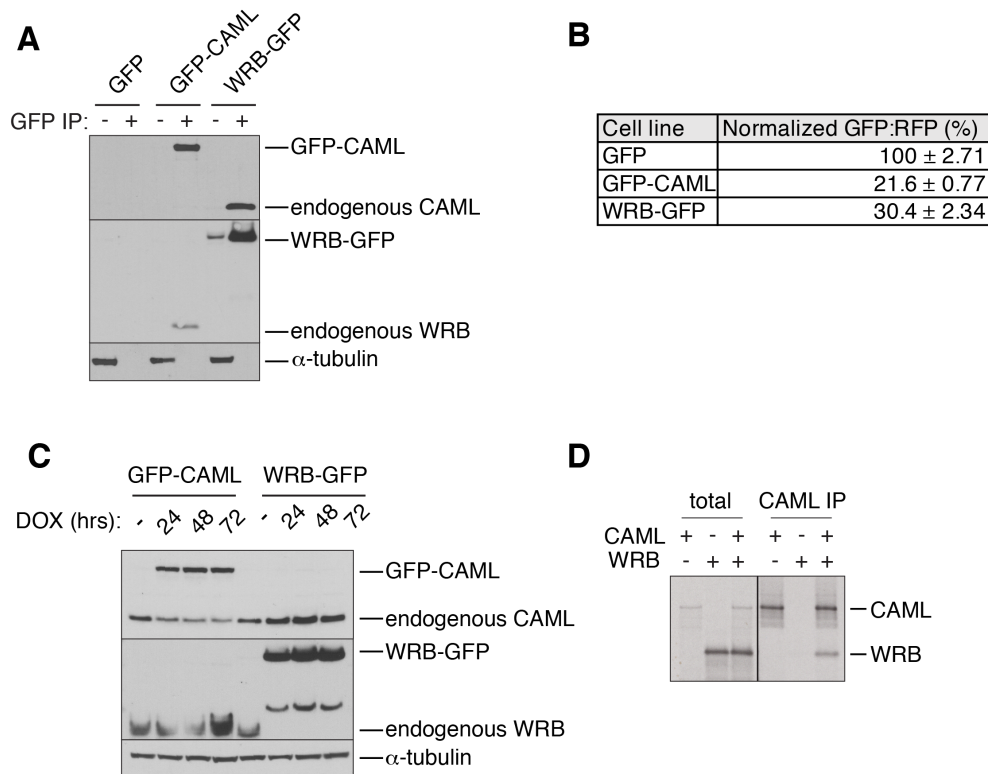 A
GFP
GFP-CAML
WRB-GFP
GFP IP: - + - + - +
GFP-CAML
endogenous CAML
WRB-GFP
endogenous WRB
α-tubulin
B
Cell line Normalized GFP:RFP (%)
GFP 100 ± 2.71
GFP-CAML 21.6 ± 0.77
WRB-GFP 30.4 ± 2.34
C
GFP-CAML WRB-GFP
DOX (hrs): - 24 48 72 - 24 48 72
GFP-CAML
endogenous CAML
WRB-GFP
endogenous WRB
α-tubulin
D
total CAML IP
CAML + - + + - +
WRB - + + - + +
CAML
WRB